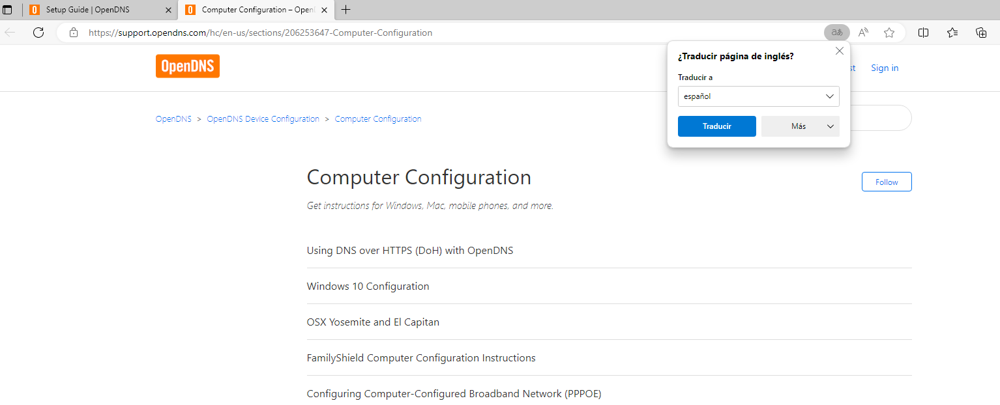 Setup Guide | OpenDNS
Computer Configuration – Open
https://support.opendns.com/hc/en-us/sections/206253647-Computer-Configuration
OpenDNS
Sign in
¿Traducir página de inglés?
Traducir a
español
Traducir
Más
OpenDNS > OpenDNS Device Configuration > Computer Configuration
Computer Configuration
Follow
Get instructions for Windows, Mac, mobile phones, and more.
Using DNS over HTTPS (DoH) with OpenDNS
Windows 10 Configuration
OSX Yosemite and El Capitan
FamilyShield Computer Configuration Instructions
Configuring Computer-Configured Broadband Network (PPPOE)